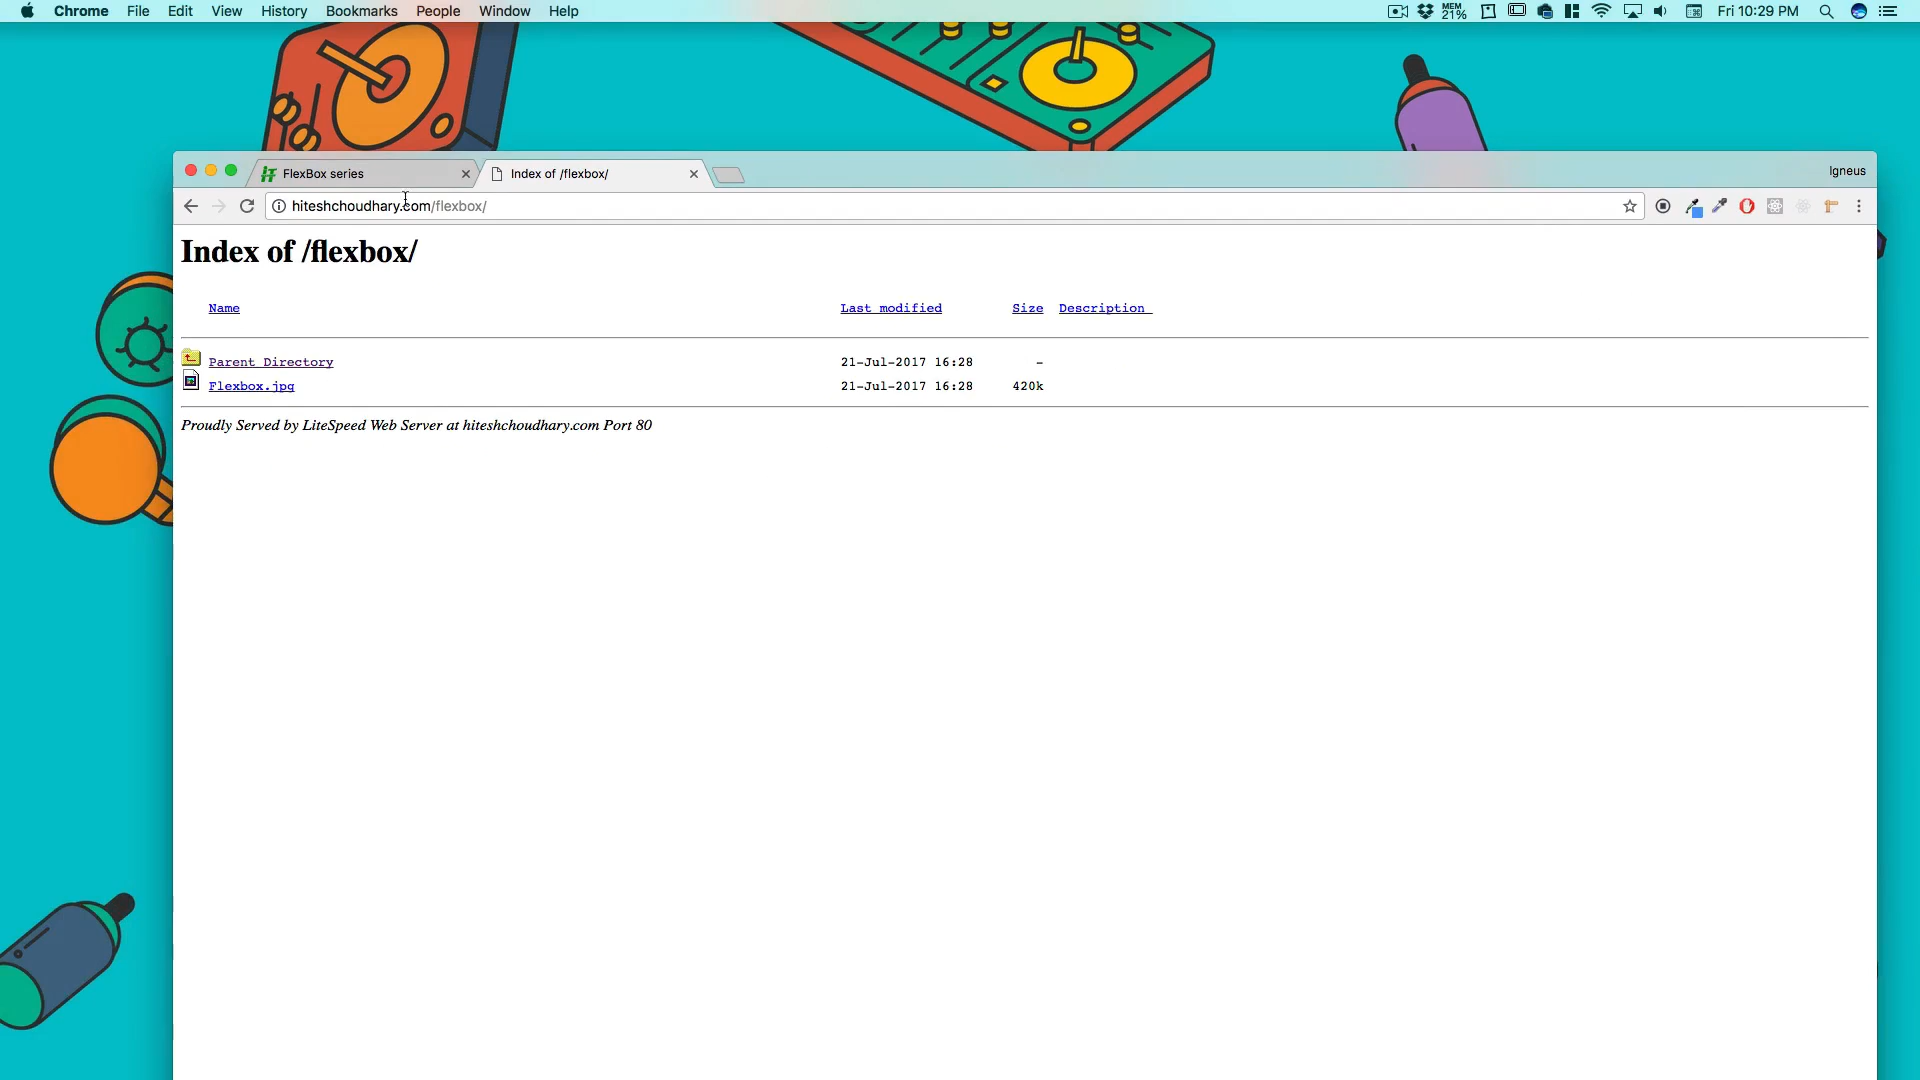 Chrome File Edit View History Bookmarks People Window Help
MEM 21% Fri 10:29 PM
FlexBox series
Index of /flexbox/
Igneus
hiteshchoudhary.com/flexbox/
Index of /flexbox/
Name Last modified Size Description
Parent Directory 21-Jul-2017 16:28 -
Flexbox.jpg 21-Jul-2017 16:28 420k
Proudly Served by LiteSpeed Web Server at hiteshchoudhary.com Port 80